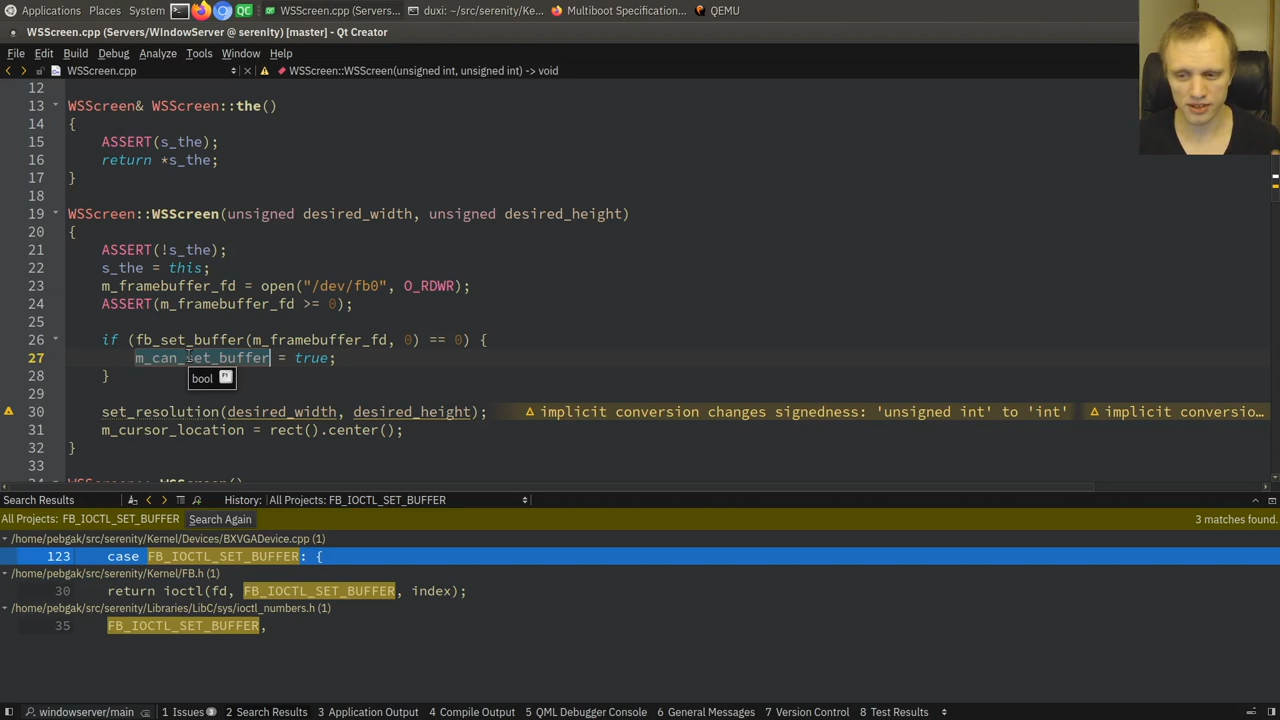 Applications Places System WSScreen.cpp (Servers... duxi: ~/src/serenity/Ke... Multiboot Specification... QEMU
WSScreen.cpp (Servers/WindowServer @ serenity) [master] - Qt Creator
File Edit Build Debug Analyze Tools Window Help
WSScreen.cpp WSScreen::WSScreen(unsigned int, unsigned int) -> void
12
13 WSScreen& WSScreen::the()
14 {
15 ASSERT(s_the);
16 return *s_the;
17 }
18
19 WSScreen::WSScreen(unsigned desired_width, unsigned desired_height)
20 {
21 ASSERT(!s_the);
22 s_the = this;
23 m_framebuffer_fd = open("/dev/fb0", O_RDWR);
24 ASSERT(m_framebuffer_fd >= 0);
25
26 if (fb_set_buffer(m_framebuffer_fd, 0) == 0) {
27 m_can_set_buffer = true;
28 }
bool F1
29
30 set_resolution(desired_width, desired_height); implicit conversion changes signedness: 'unsigned int' to 'int' implicit conversio...
31 m_cursor_location = rect().center();
32 }
33
Search Results History: All Projects: FB_IOCTL_SET_BUFFER
All Projects: FB_IOCTL_SET_BUFFER Search Again 3 matches found.
/home/pebgak/src/serenity/Kernel/Devices/BXVGADevice.cpp (1)
123 case FB_IOCTL_SET_BUFFER: {
/home/pebgak/src/serenity/Kernel/FB.h (1)
30 return ioctl(fd, FB_IOCTL_SET_BUFFER, index);
/home/pebgak/src/serenity/Libraries/LibC/sys/ioctl_numbers.h (1)
35 FB_IOCTL_SET_BUFFER,
windowserver/main 1 Issues 3 2 Search Results 3 Application Output 4 Compile Output 5 QML Debugger Console 6 General Messages 7 Version Control 8 Test Results